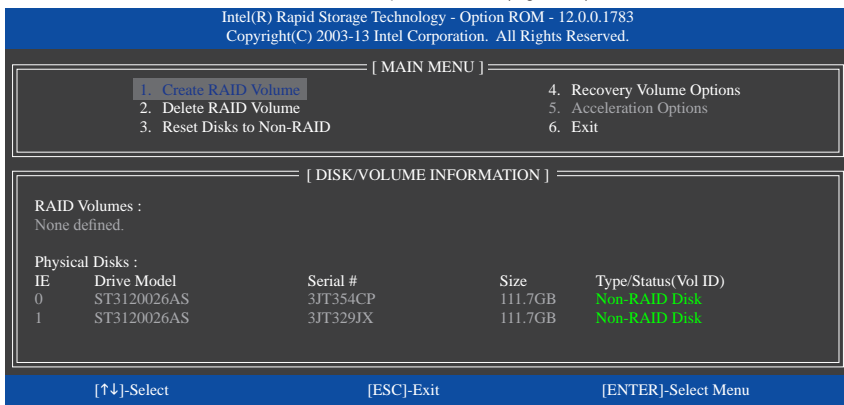 Intel(R) Rapid Storage Technology - Option ROM - 12.0.0.1783
Copyright(C) 2003-13 Intel Corporation.  All Rights Reserved.
[ MAIN MENU ]
1. Create RAID Volume
2. Delete RAID Volume
3. Reset Disks to Non-RAID
4. Recovery Volume Options
5. Acceleration Options
6. Exit
[ DISK/VOLUME INFORMATION ]
RAID Volumes :
None defined.
Physical Disks :
IE Drive Model Serial # Size Type/Status(Vol ID)
0 ST3120026AS 3JT354CP 111.7GB Non-RAID Disk
1 ST3120026AS 3JT329JX 111.7GB Non-RAID Disk
[↑↓]-Select [ESC]-Exit [ENTER]-Select Menu